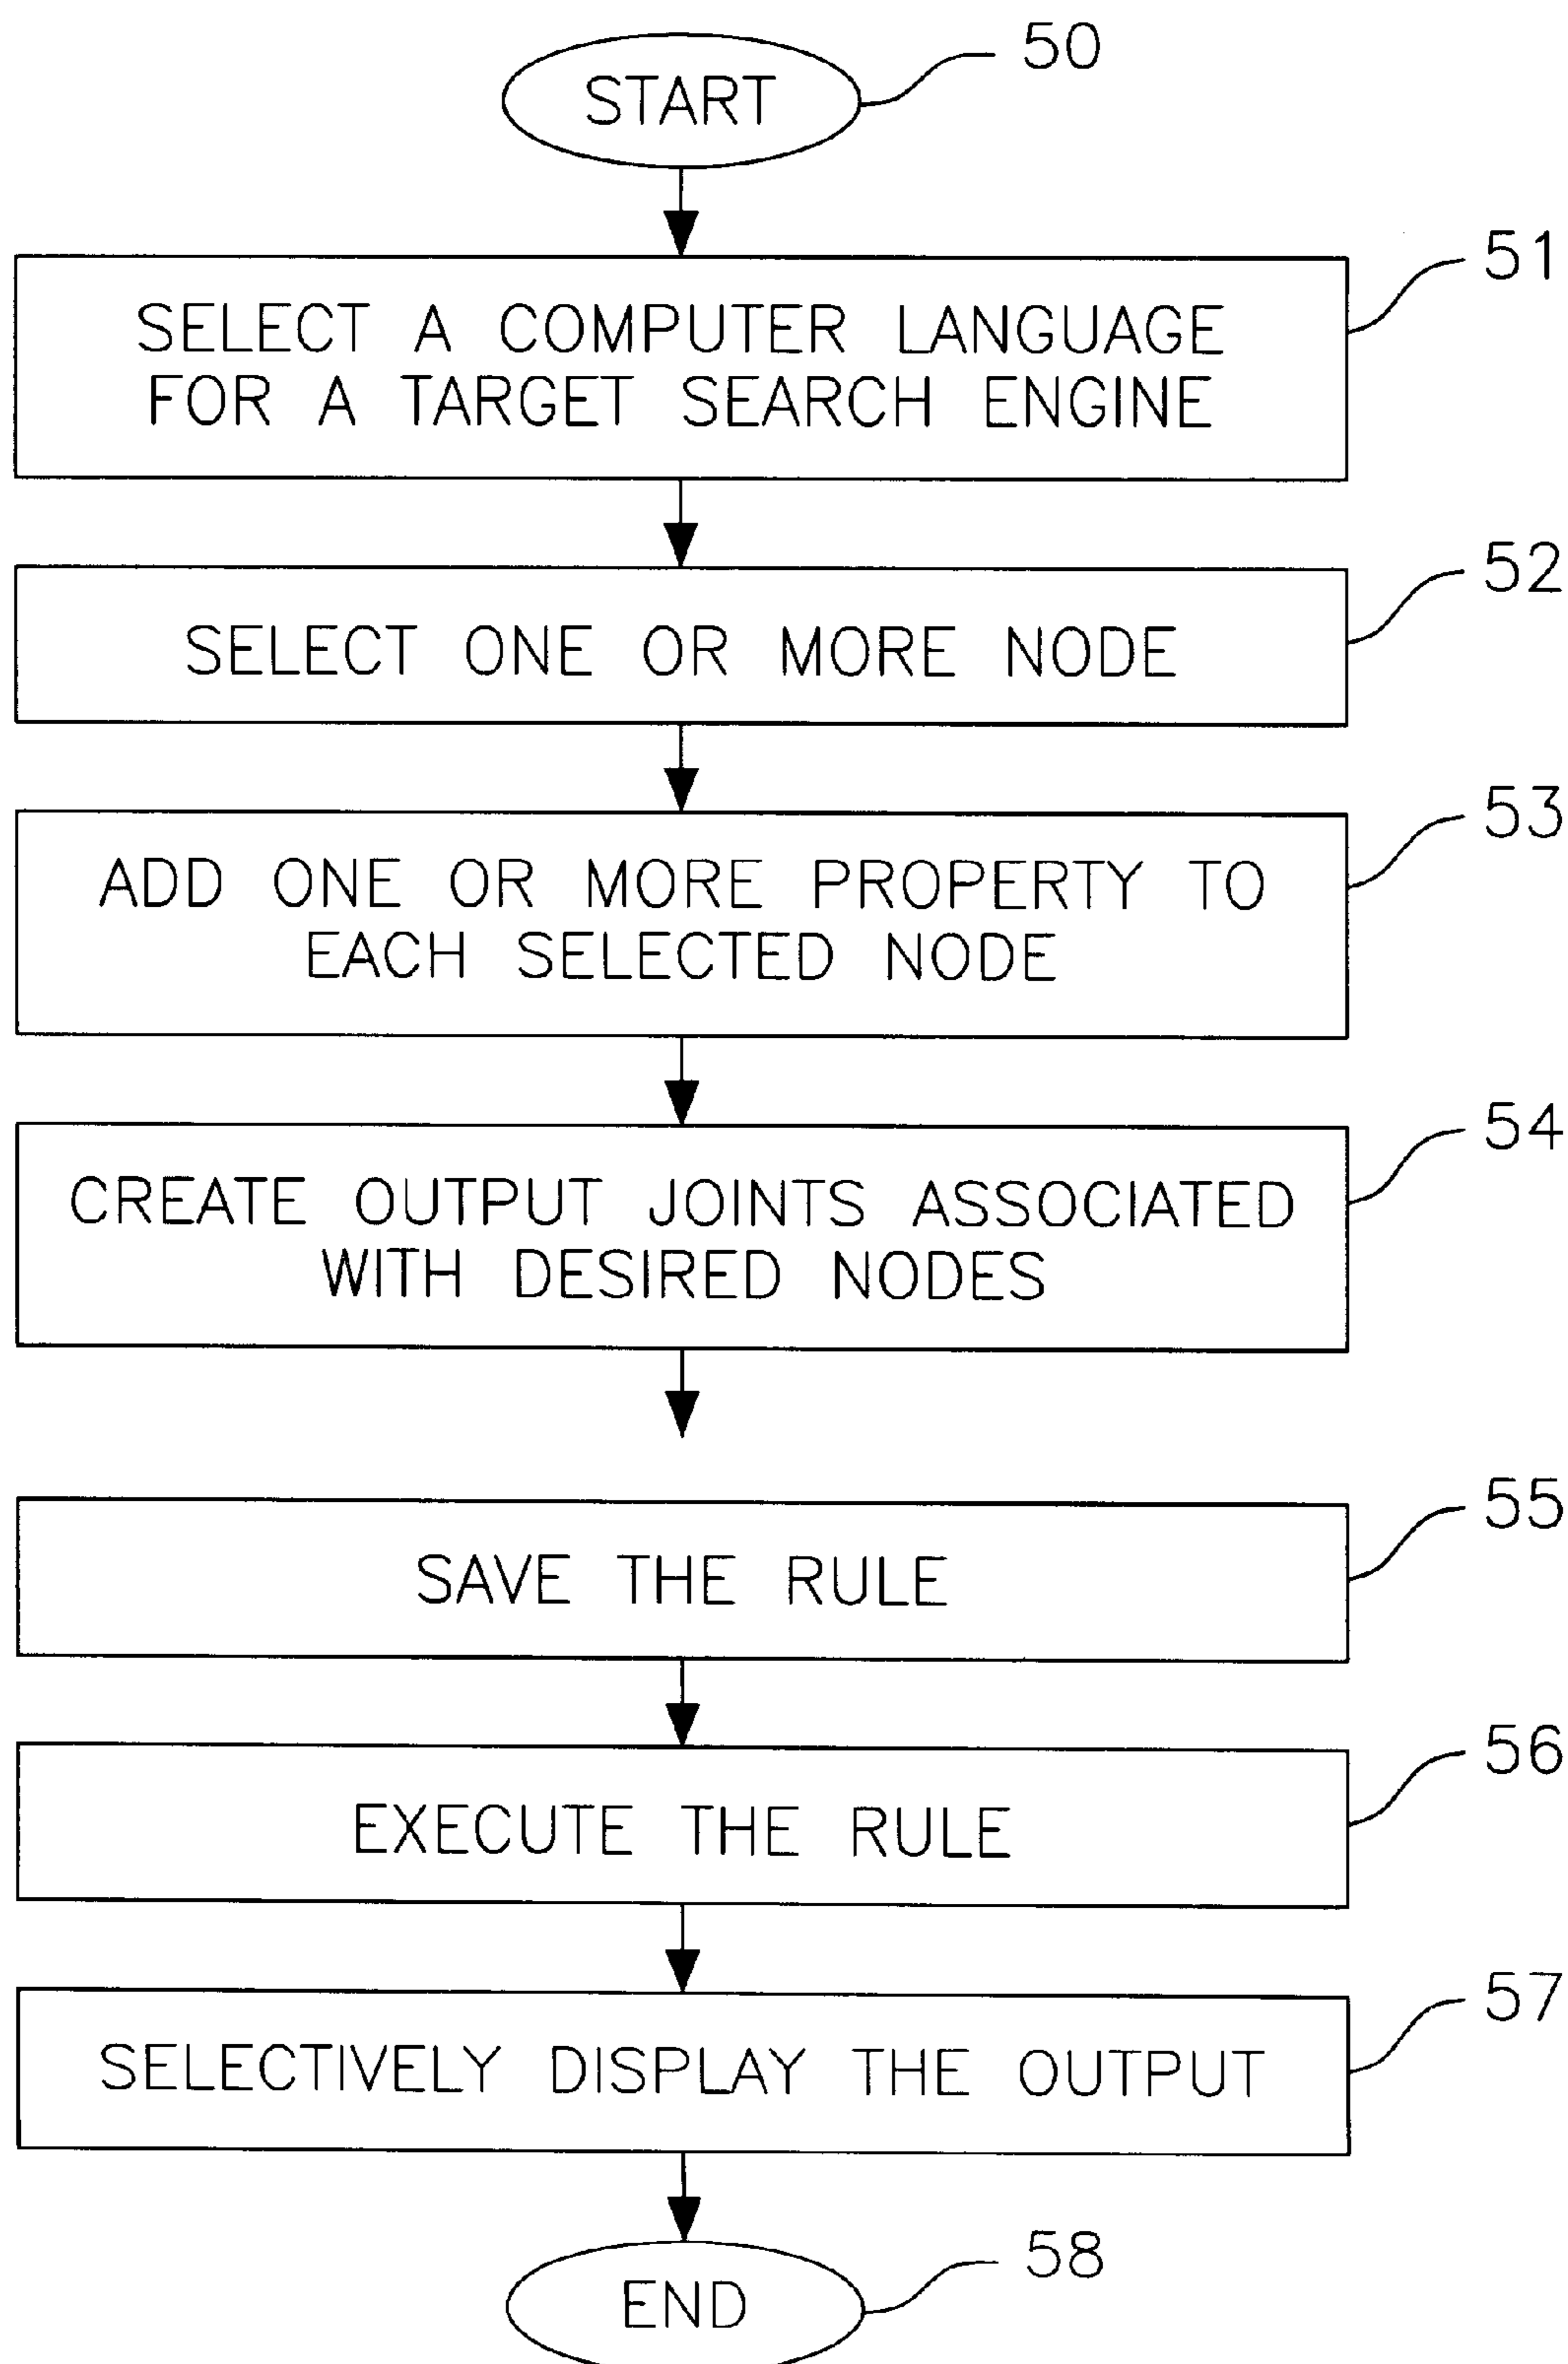 START
50
SELECT A COMPUTER LANGUAGE
FOR A TARGET SEARCH ENGINE
51
SELECT ONE OR MORE NODE
52
ADD ONE OR MORE PROPERTY TO
EACH SELECTED NODE
53
CREATE OUTPUT JOINTS ASSOCIATED
WITH DESIRED NODES
54
SAVE THE RULE
55
EXECUTE THE RULE
56
SELECTIVELY DISPLAY THE OUTPUT
57
END
58